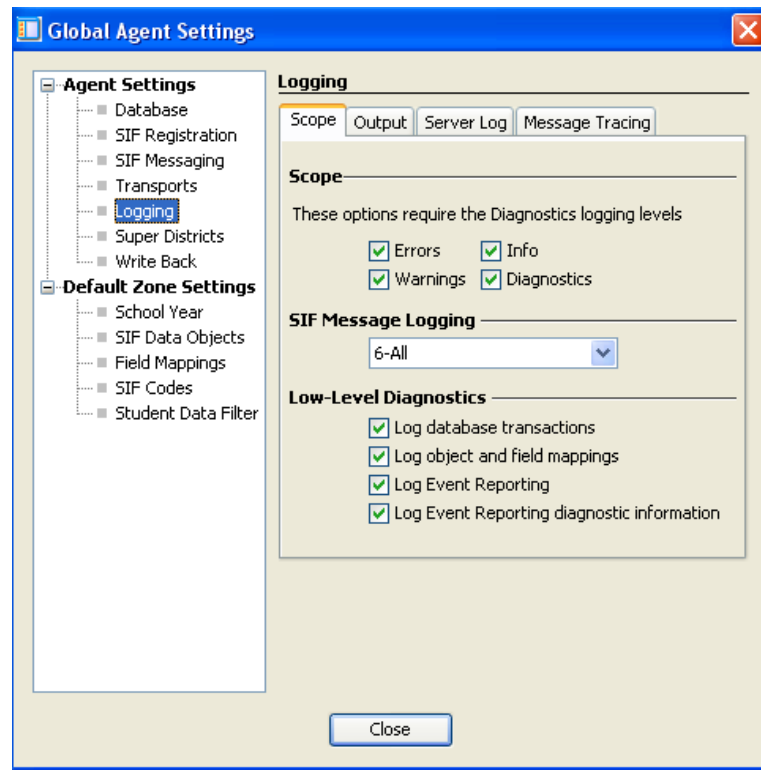 Global Agent Settings
Agent Settings
Database
SIF Registration
SIF Messaging
Transports
Logging
Super Districts
Write Back
Default Zone Settings
School Year
SIF Data Objects
Field Mappings
SIF Codes
Student Data Filter
Logging
Scope Output Server Log Message Tracing
Scope
These options require the Diagnostics logging levels
Errors Info
Warnings Diagnostics
SIF Message Logging
6-All
Low-Level Diagnostics
Log database transactions
Log object and field mappings
Log Event Reporting
Log Event Reporting diagnostic information
Close